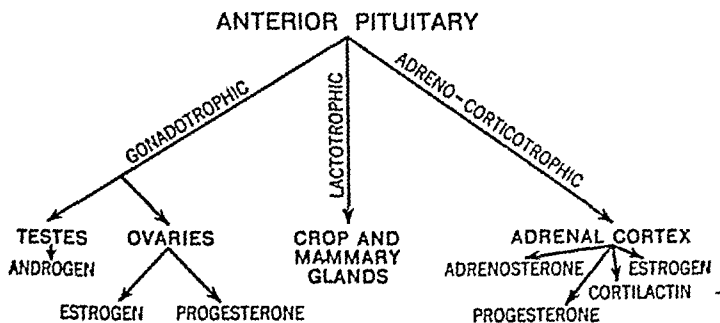 ANTERIOR PITUITARY
GONADOTROPHIC
LACTOTROPHIC
ADRENO-CORTICOTROPHIC
TESTES
OVARIES
CROP AND
MAMMARY
GLANDS
ADRENAL CORTEX
ANDROGEN
ADRENOSTERONE
ESTROGEN
CORTILACTIN
ESTROGEN
PROGESTERONE
PROGESTERONE